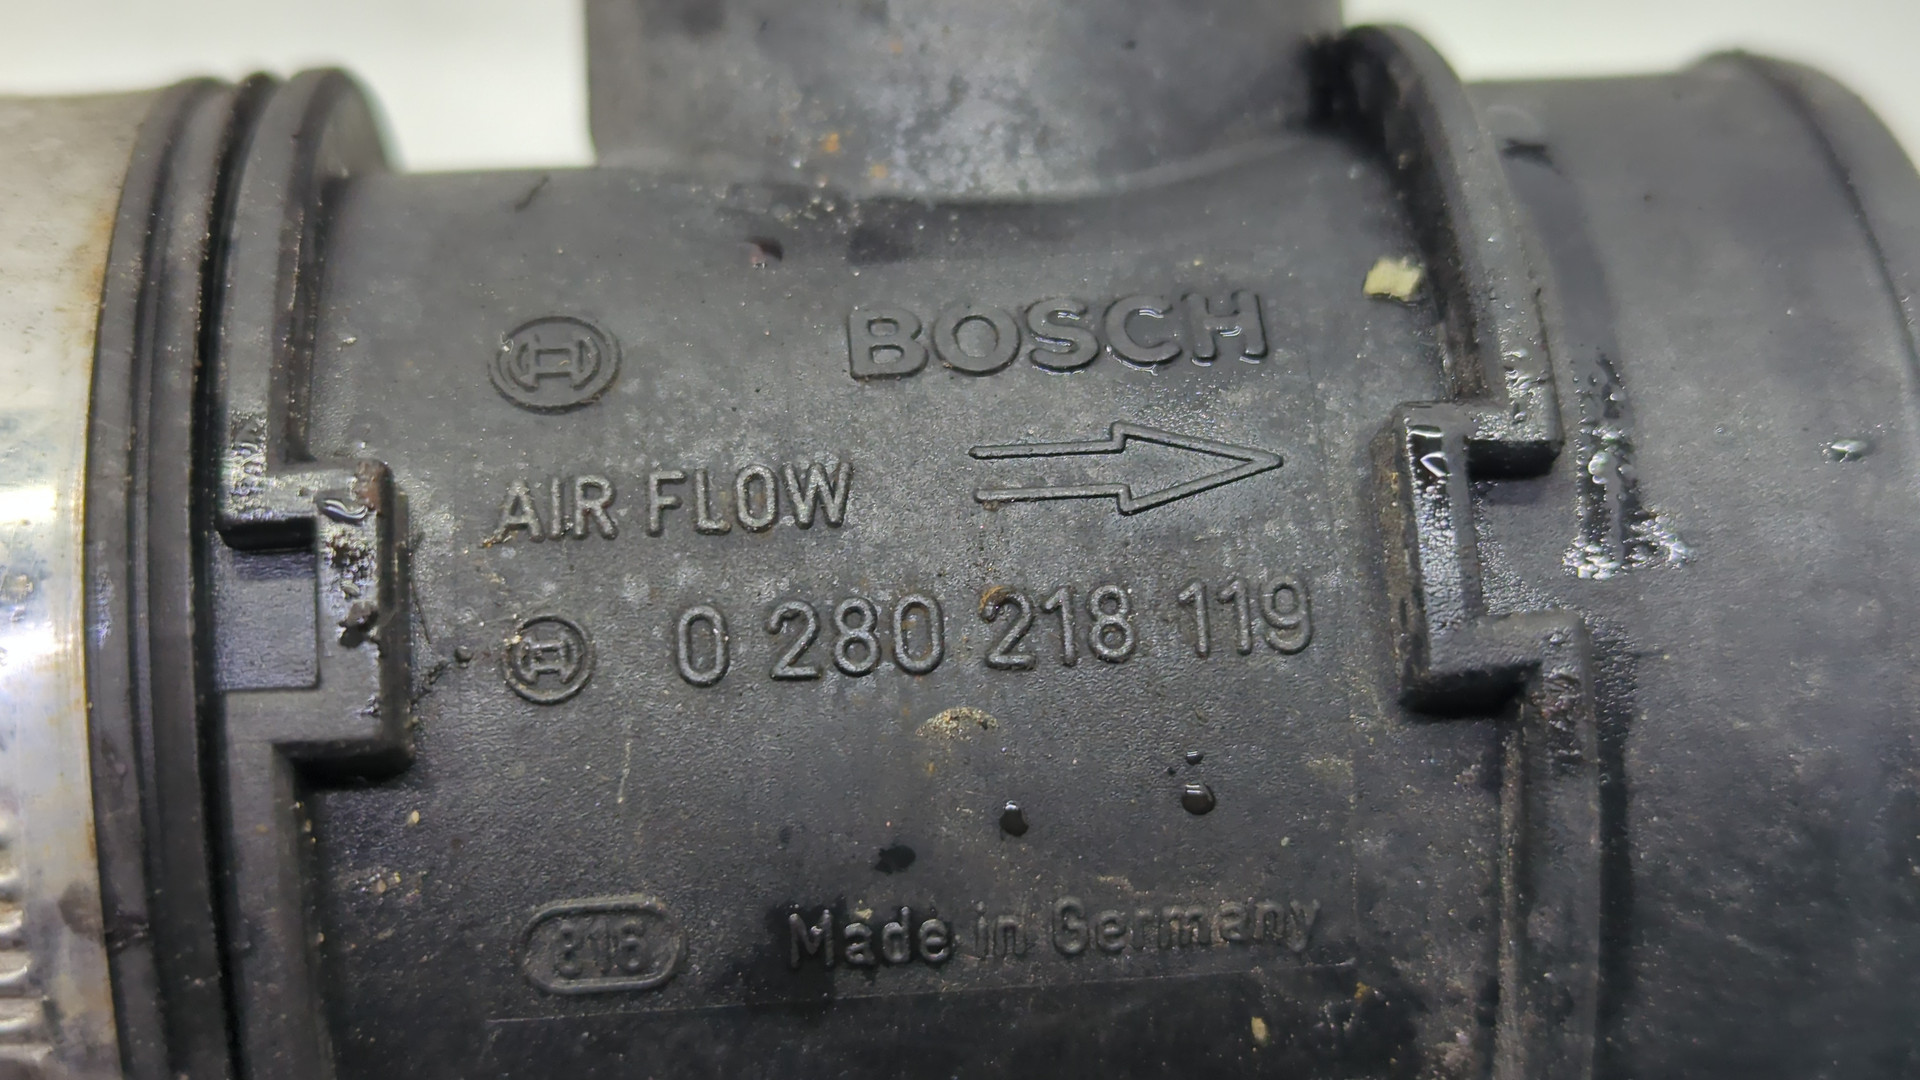 BOSCH
AIR FLOW
0 280 218 119
816
Made in Germany